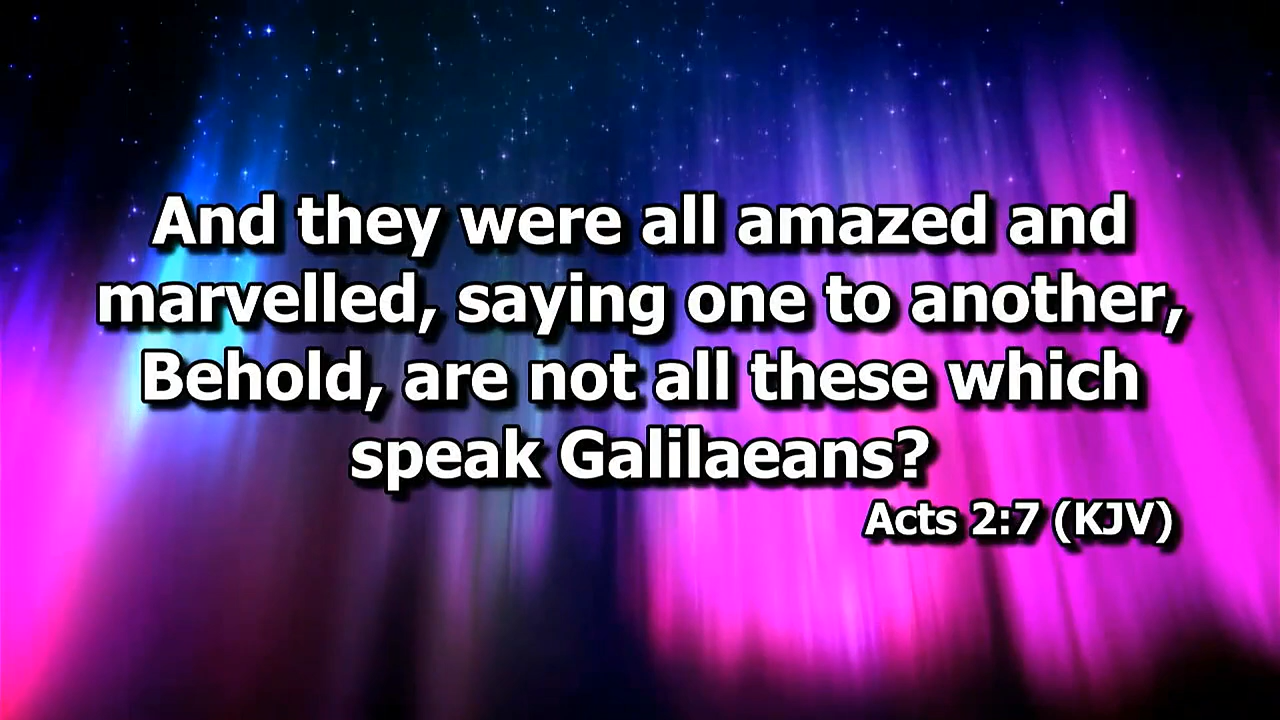 And they were all amazed and
marvelled, saying one to another,
Behold, are not all these which
speak Galilaeans?
Acts 2:7 (KJV)